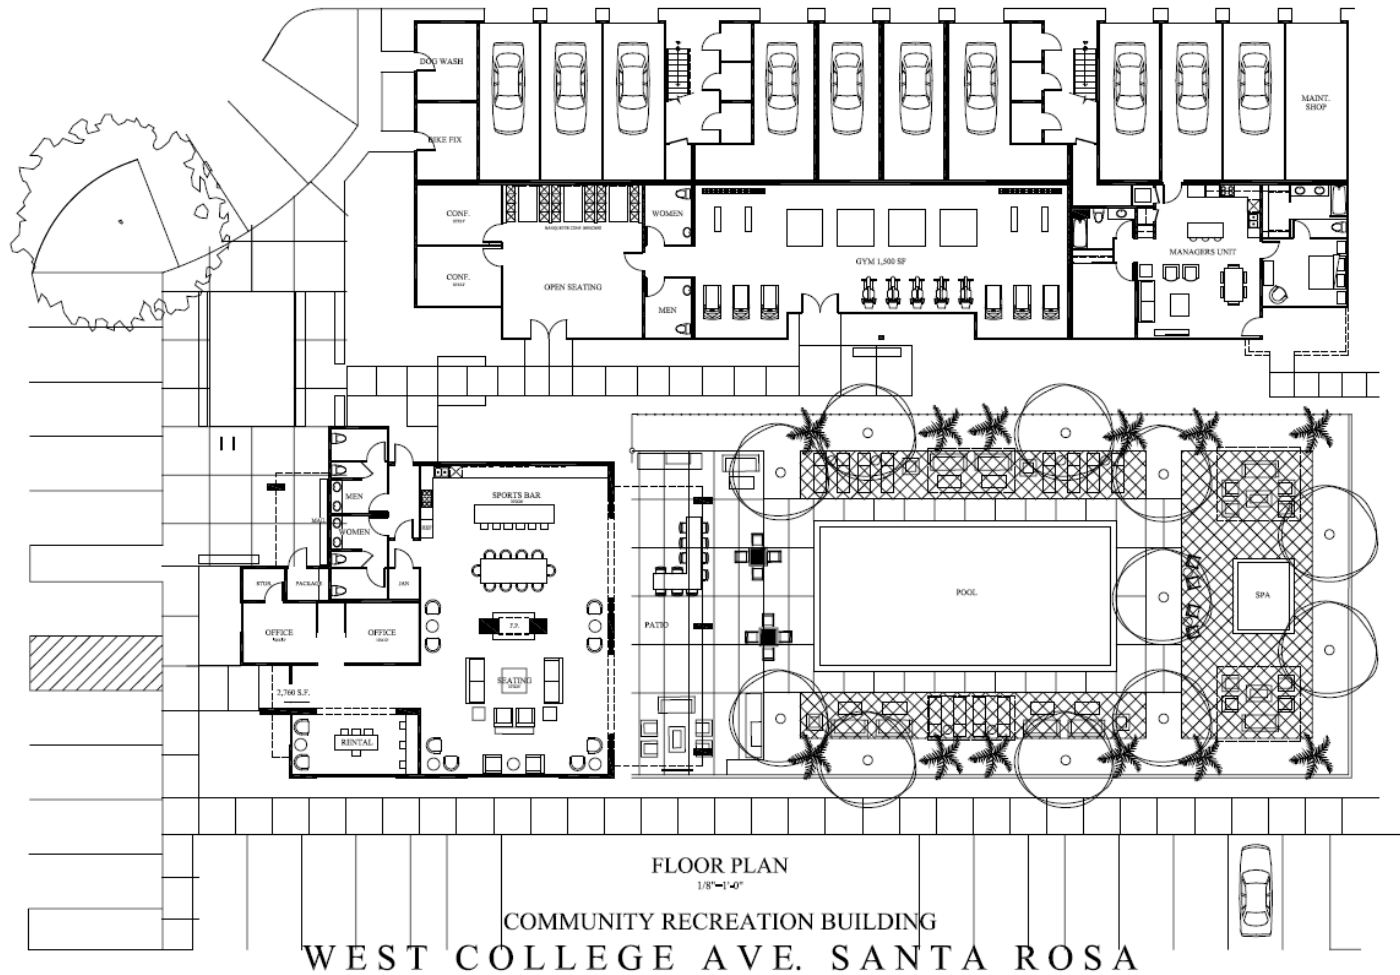 DOG WASH
BIKE FIX
MAINT.
SHOP
CONF.
WOMEN
CONF.
OPEN SEATING
MEN
GYM 1,500 SF
MANAGERS UNIT
SPORTS BAR
MEN
REF
WOMEN
STOR.
PACKAGE
JAN
OFFICE
OFFICE
F.P.
PATIO
POOL
SPA
SEATING
2,760 S.F.
RENTAL
FLOOR PLAN
1/8"=1'-0"
COMMUNITY RECREATION BUILDING
WEST COLLEGE AVE. SANTA ROSA